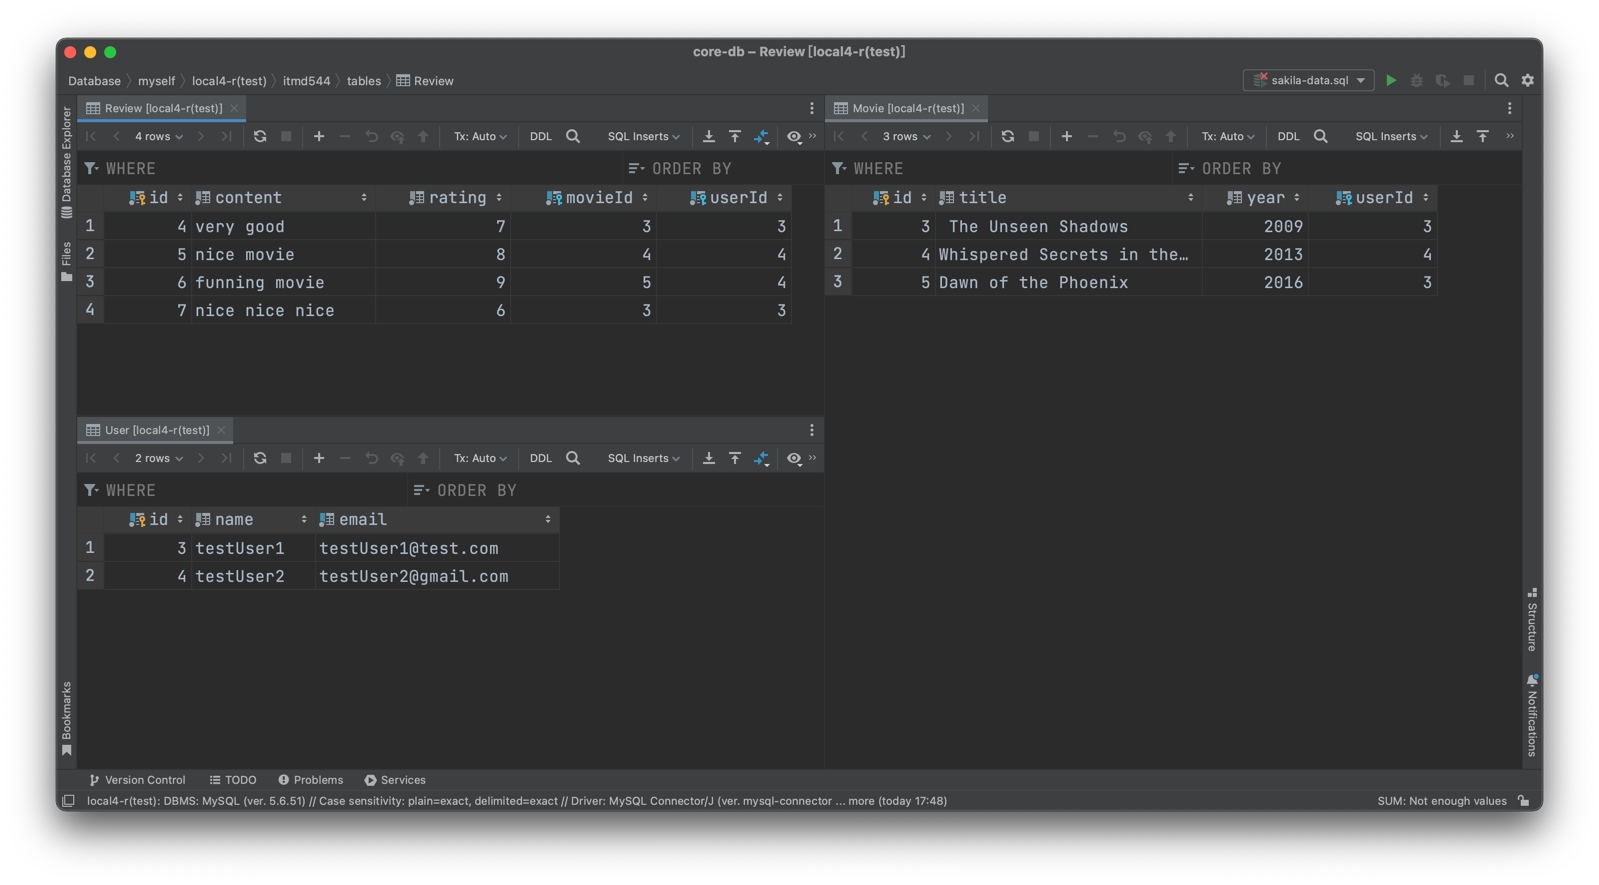 core-db – Review [local4-r(test)]
Database myself local4-r(test) itmd544 tables Review
sakila-data.sql
Database Explorer
Files
Bookmarks
Review [local4-r(test)]
4 rows Tx: Auto DDL SQL Inserts
WHERE ORDER BY
id content rating movieId userId
1 4 very good 7 3 3
2 5 nice movie 8 4 4
3 6 funning movie 9 5 4
4 7 nice nice nice 6 3 3
Movie [local4-r(test)]
3 rows Tx: Auto DDL SQL Inserts
WHERE ORDER BY
id title year userId
1 3 The Unseen Shadows 2009 3
2 4 Whispered Secrets in the… 2013 4
3 5 Dawn of the Phoenix 2016 3
User [local4-r(test)]
2 rows Tx: Auto DDL SQL Inserts
WHERE ORDER BY
id name email
1 3 testUser1 testUser1@test.com
2 4 testUser2 testUser2@gmail.com
Structure
Notifications
Version Control TODO Problems Services
local4-r(test): DBMS: MySQL (ver. 5.6.51) // Case sensitivity: plain=exact, delimited=exact // Driver: MySQL Connector/J (ver. mysql-connector ... more (today 17:48)
SUM: Not enough values